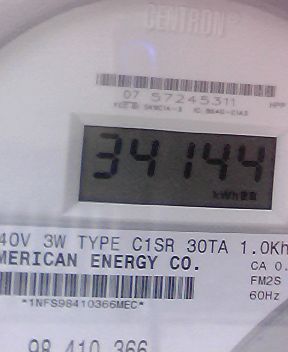 CENTRON®
07 57245311
HPP
34144
kWh
40V 3W TYPE C1SR 30TA 1.0Kh
MERICAN ENERGY CO.
CA 0.
FM2S
60Hz
*1NFS98410366MEC*
98 410 366